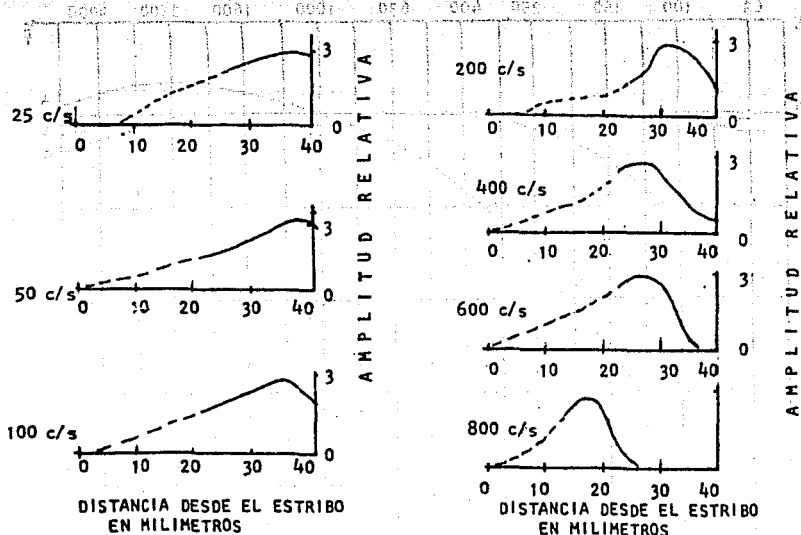 3
25 c/s
0
0 10 20 30 40
3
50 c/s
0
0 10 20 30 40
3
100 c/s
0
0 10 20 30 40
AMPLITUD RELATIVA
DISTANCIA DESDE EL ESTRIBO
EN MILIMETROS
3
200 c/s
0
0 10 20 30 40
3
400 c/s
0
0 10 20 30 40
3
600 c/s
0
0 10 20 30 40
800 c/s
0 10 20 30 40
AMPLITUD RELATIVA
DISTANCIA DESDE EL ESTRIBO
EN MILIMETROS